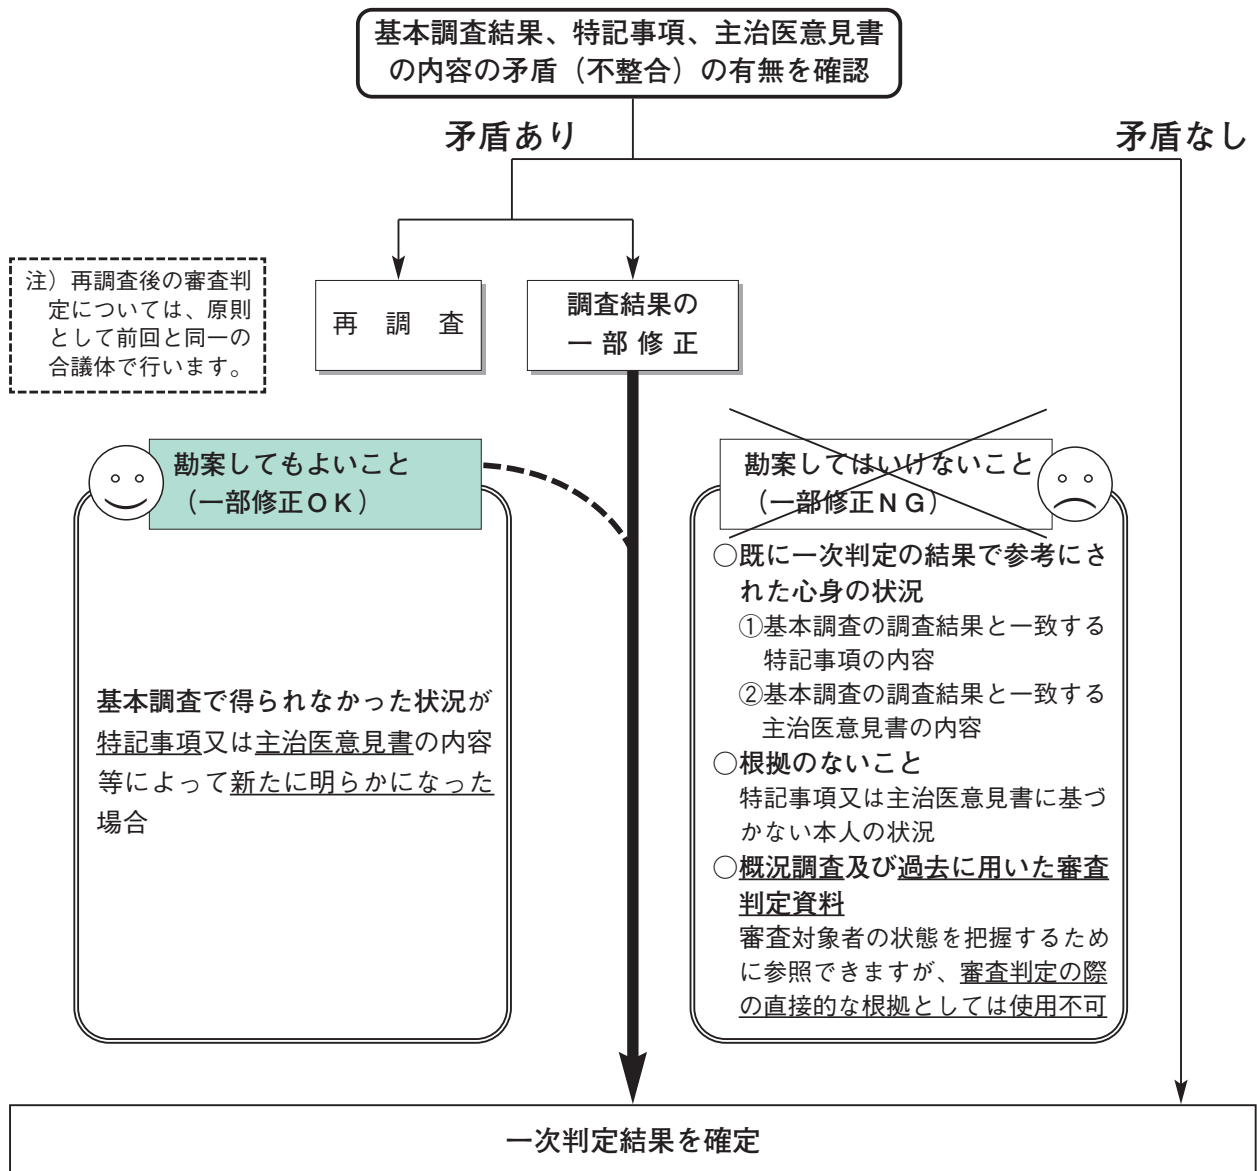 基本調査結果、特記事項、主治医意見書
の内容の矛盾（不整合）の有無を確認
矛盾あり
矛盾なし
再　調　査
調査結果の
一 部 修 正
注）再調査後の審査判
定については、原則
として前回と同一の
合議体で行います。
勘案してもよいこと
（一部修正ＯＫ）
基本調査で得られなかった状況が
特記事項又は主治医意見書の内容
等によって新たに明らかになった
場合
勘案してはいけないこと
（一部修正ＮＧ）
○既に一次判定の結果で参考にさ
れた心身の状況
①基本調査の調査結果と一致する
特記事項の内容
②基本調査の調査結果と一致する
主治医意見書の内容
○根拠のないこと
特記事項又は主治医意見書に基づ
かない本人の状況
○概況調査及び過去に用いた審査
判定資料
審査対象者の状態を把握するため
に参照できますが、審査判定の際
の直接的な根拠としては使用不可
一次判定結果を確定